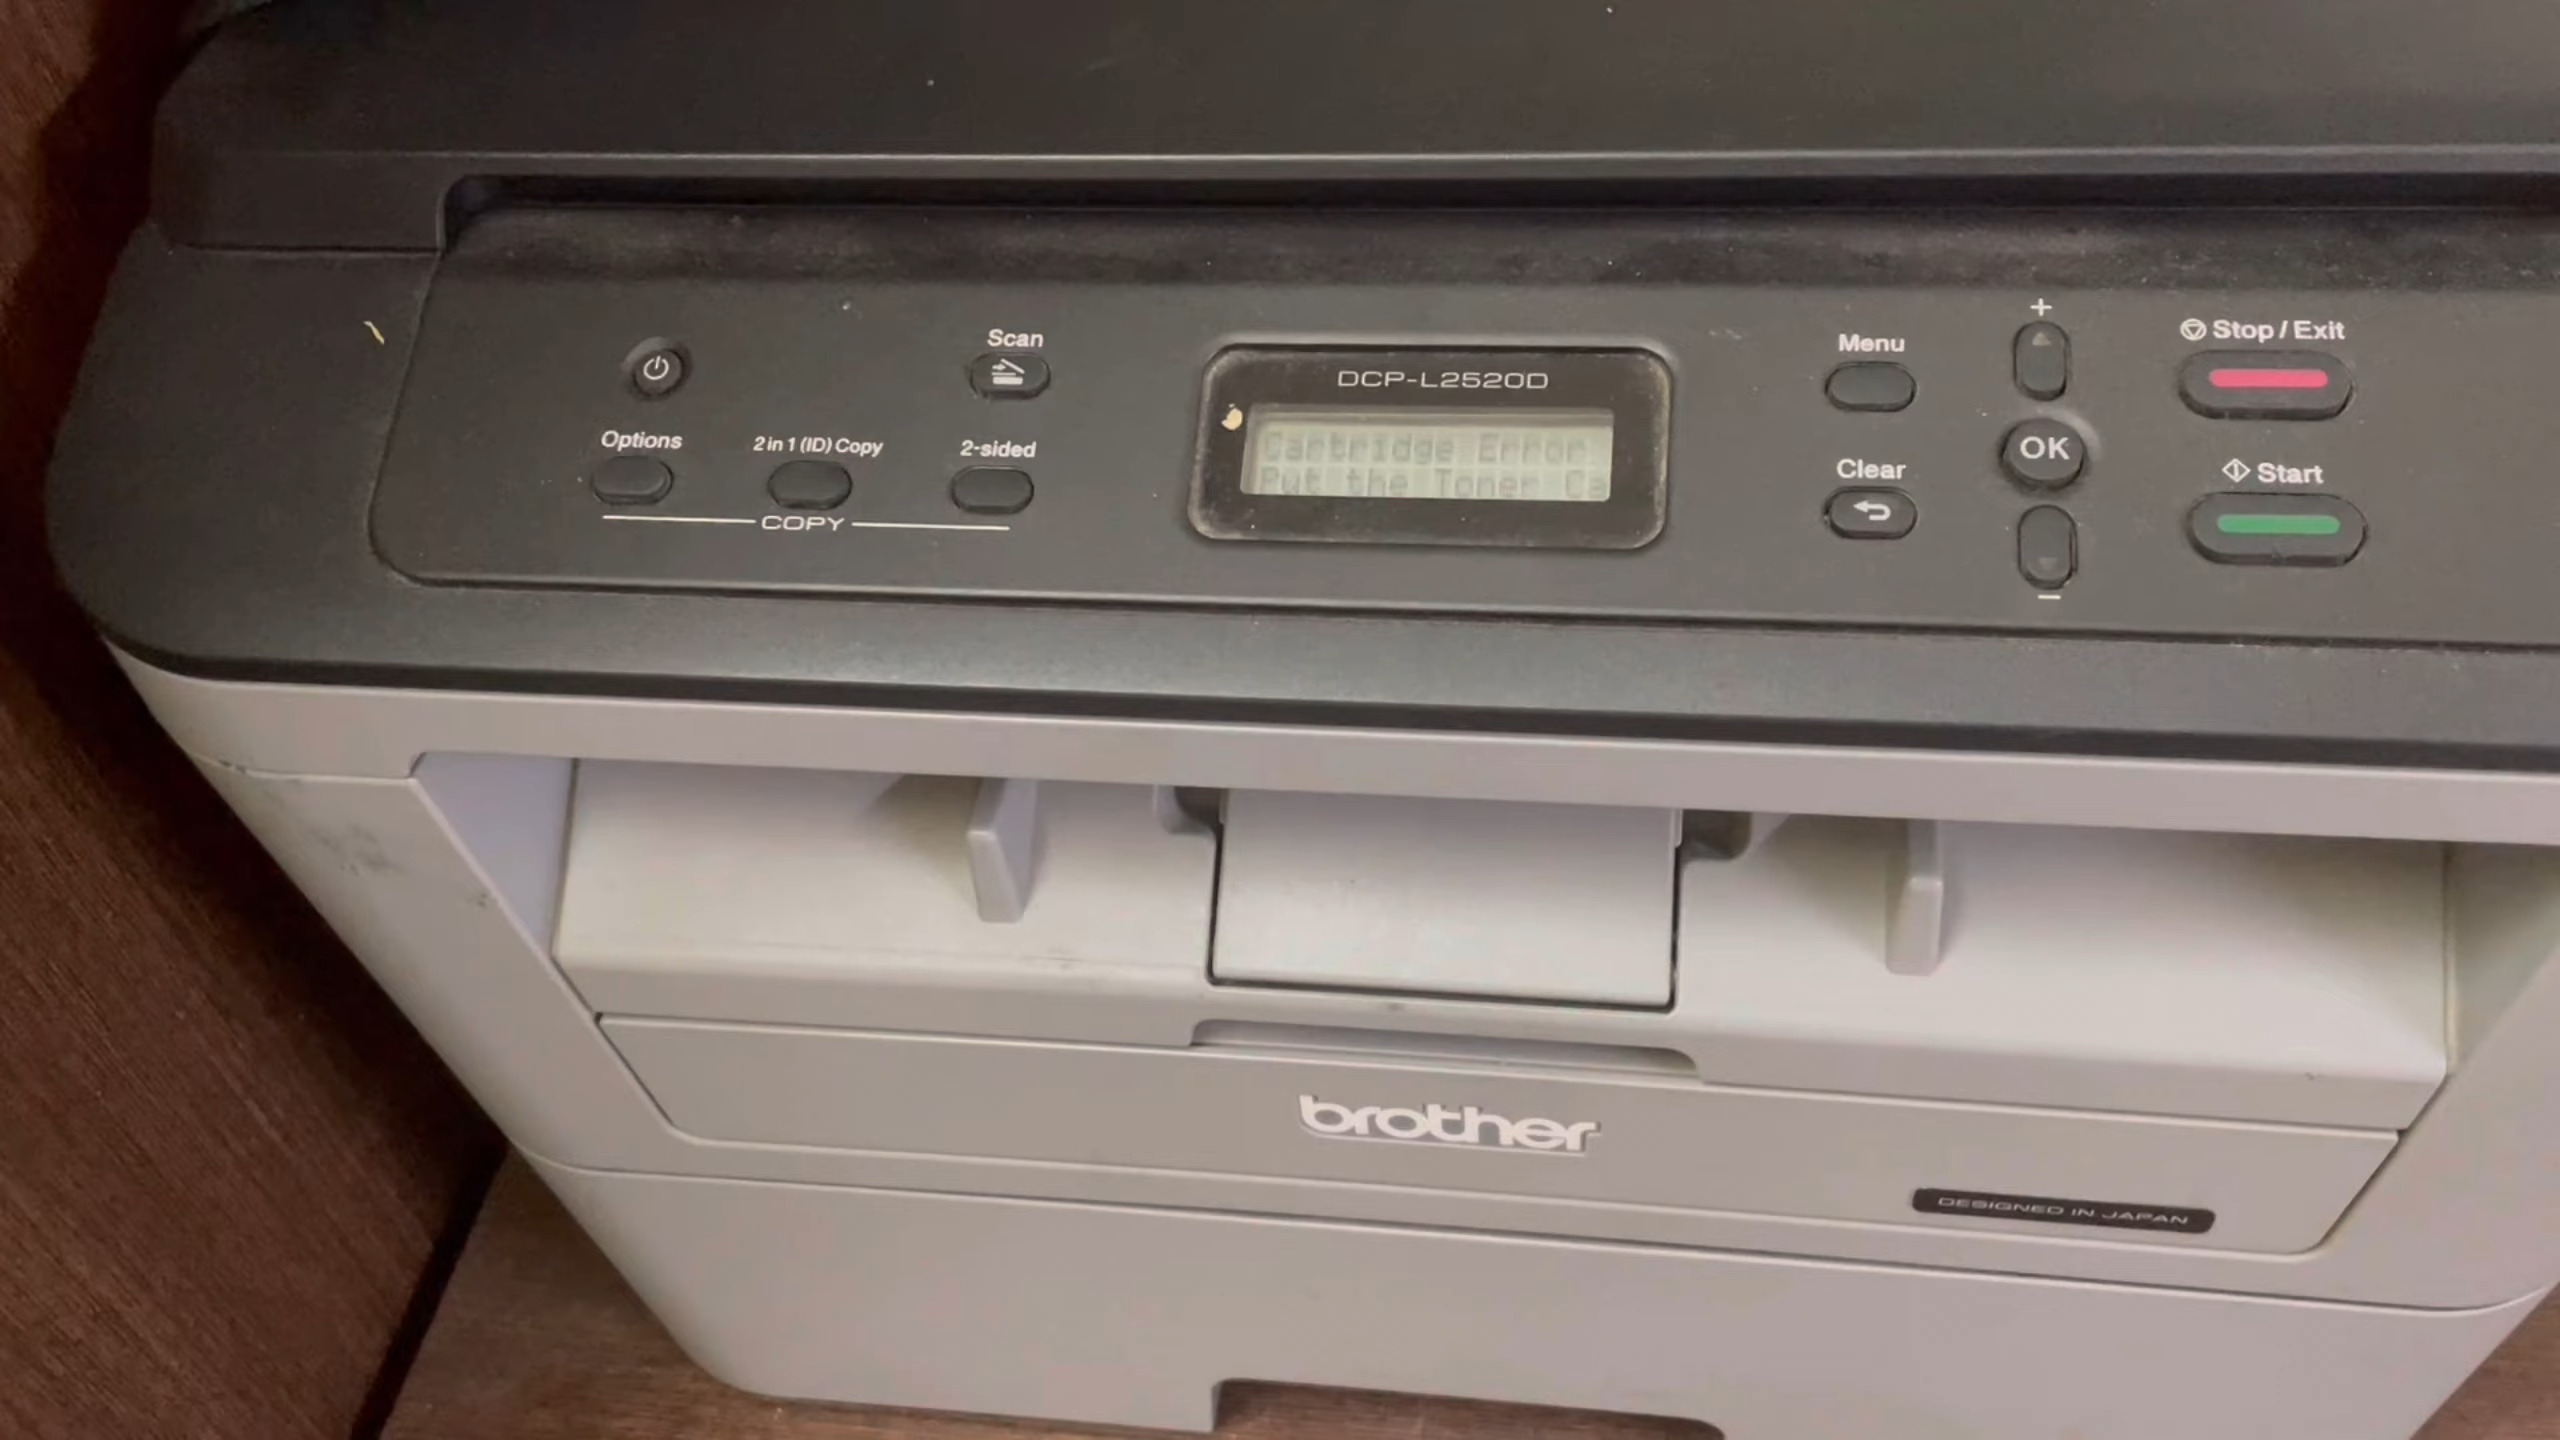 DCP-L2520D
Cartridge Error
Put the Toner Ca
Scan
Options
2 in 1 (ID) Copy
2-sided
COPY
Menu
Clear
+
OK
−
Stop / Exit
Start
brother
DESIGNED IN JAPAN